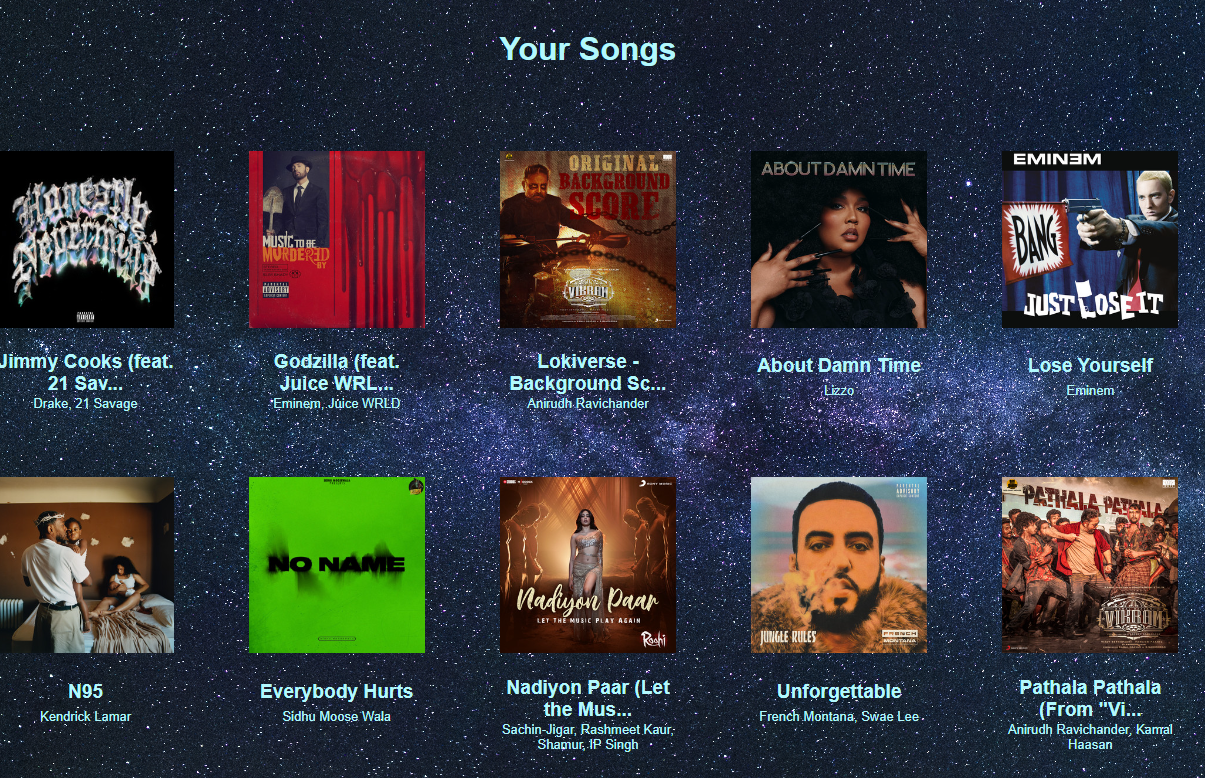 Your Songs
Honestly,
Nevermind
MUSIC TO BE
MURDERED
BY
ORIGINAL
BACKGROUND
SCORE
VIKRAM
ABOUT DAMN TIME
EMINEM
BANG
JUST LOSE IT
Jimmy Cooks (feat.
21 Sav...
Drake, 21 Savage
Godzilla (feat.
Juice WRL...
Eminem, Juice WRLD
Lokiverse -
Background Sc...
Anirudh Ravichander
About Damn Time
Lizzo
Lose Yourself
Eminem
NO NAME
Nadiyon Paar
LET THE MUSIC PLAY AGAIN
Roohi
ADVISORY
JUNGLE RULES
FRENCH
MONTANA
PATHALA PATHALA
VIKRAM
N95
Kendrick Lamar
Everybody Hurts
Sidhu Moose Wala
Nadiyon Paar (Let
the Mus...
Sachin-Jigar, Rashmeet Kaur,
Shamur, IP Singh
Unforgettable
French Montana, Swae Lee
Pathala Pathala
(From "Vi...
Anirudh Ravichander, Kamal
Haasan